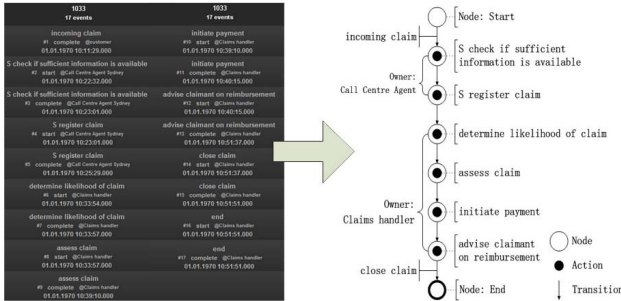 1033
17 events
incoming claim
#1 complete @customer
01.01.1970 10:11:29.000
S check if sufficient information is available
#2 start @Call Centre Agent Sydney
01.01.1970 10:22:32.000
S check if sufficient information is available
#3 complete @Call Centre Agent Sydney
01.01.1970 10:23:01.000
S register claim
#4 start @Call Centre Agent Sydney
01.01.1970 10:23:01.000
S register claim
#5 complete @Call Centre Agent Sydney
01.01.1970 10:25:29.000
determine likelihood of claim
#6 start @Claims handler
01.01.1970 10:33:54.000
determine likelihood of claim
#7 complete @Claims handler
01.01.1970 10:33:57.000
assess claim
#8 start @Claims handler
01.01.1970 10:33:57.000
assess claim
#9 complete @Claims handler
01.01.1970 10:39:10.000
1033
17 events
initiate payment
#10 start @Claims handler
01.01.1970 10:39:10.000
initiate payment
#11 complete @Claims handler
01.01.1970 10:40:15.000
advise claimant on reimbursement
#12 start @Claims handler
01.01.1970 10:40:15.000
advise claimant on reimbursement
#13 complete @Claims handler
01.01.1970 10:51:37.000
close claim
#14 start @Claims handler
01.01.1970 10:51:37.000
close claim
#15 complete @Claims handler
01.01.1970 10:51:51.000
end
#16 start @Claims handler
01.01.1970 10:51:51.000
end
#17 complete @Claims handler
01.01.1970 10:51:51.000
Node: Start
incoming claim
S check if sufficient
information is available
Owner:
Call Centre Agent
S register claim
determine likelihood of claim
assess claim
Owner:
Claims handler
initiate payment
advise claimant
on reimbursement
close claim
Node: End
Node
Action
Transition